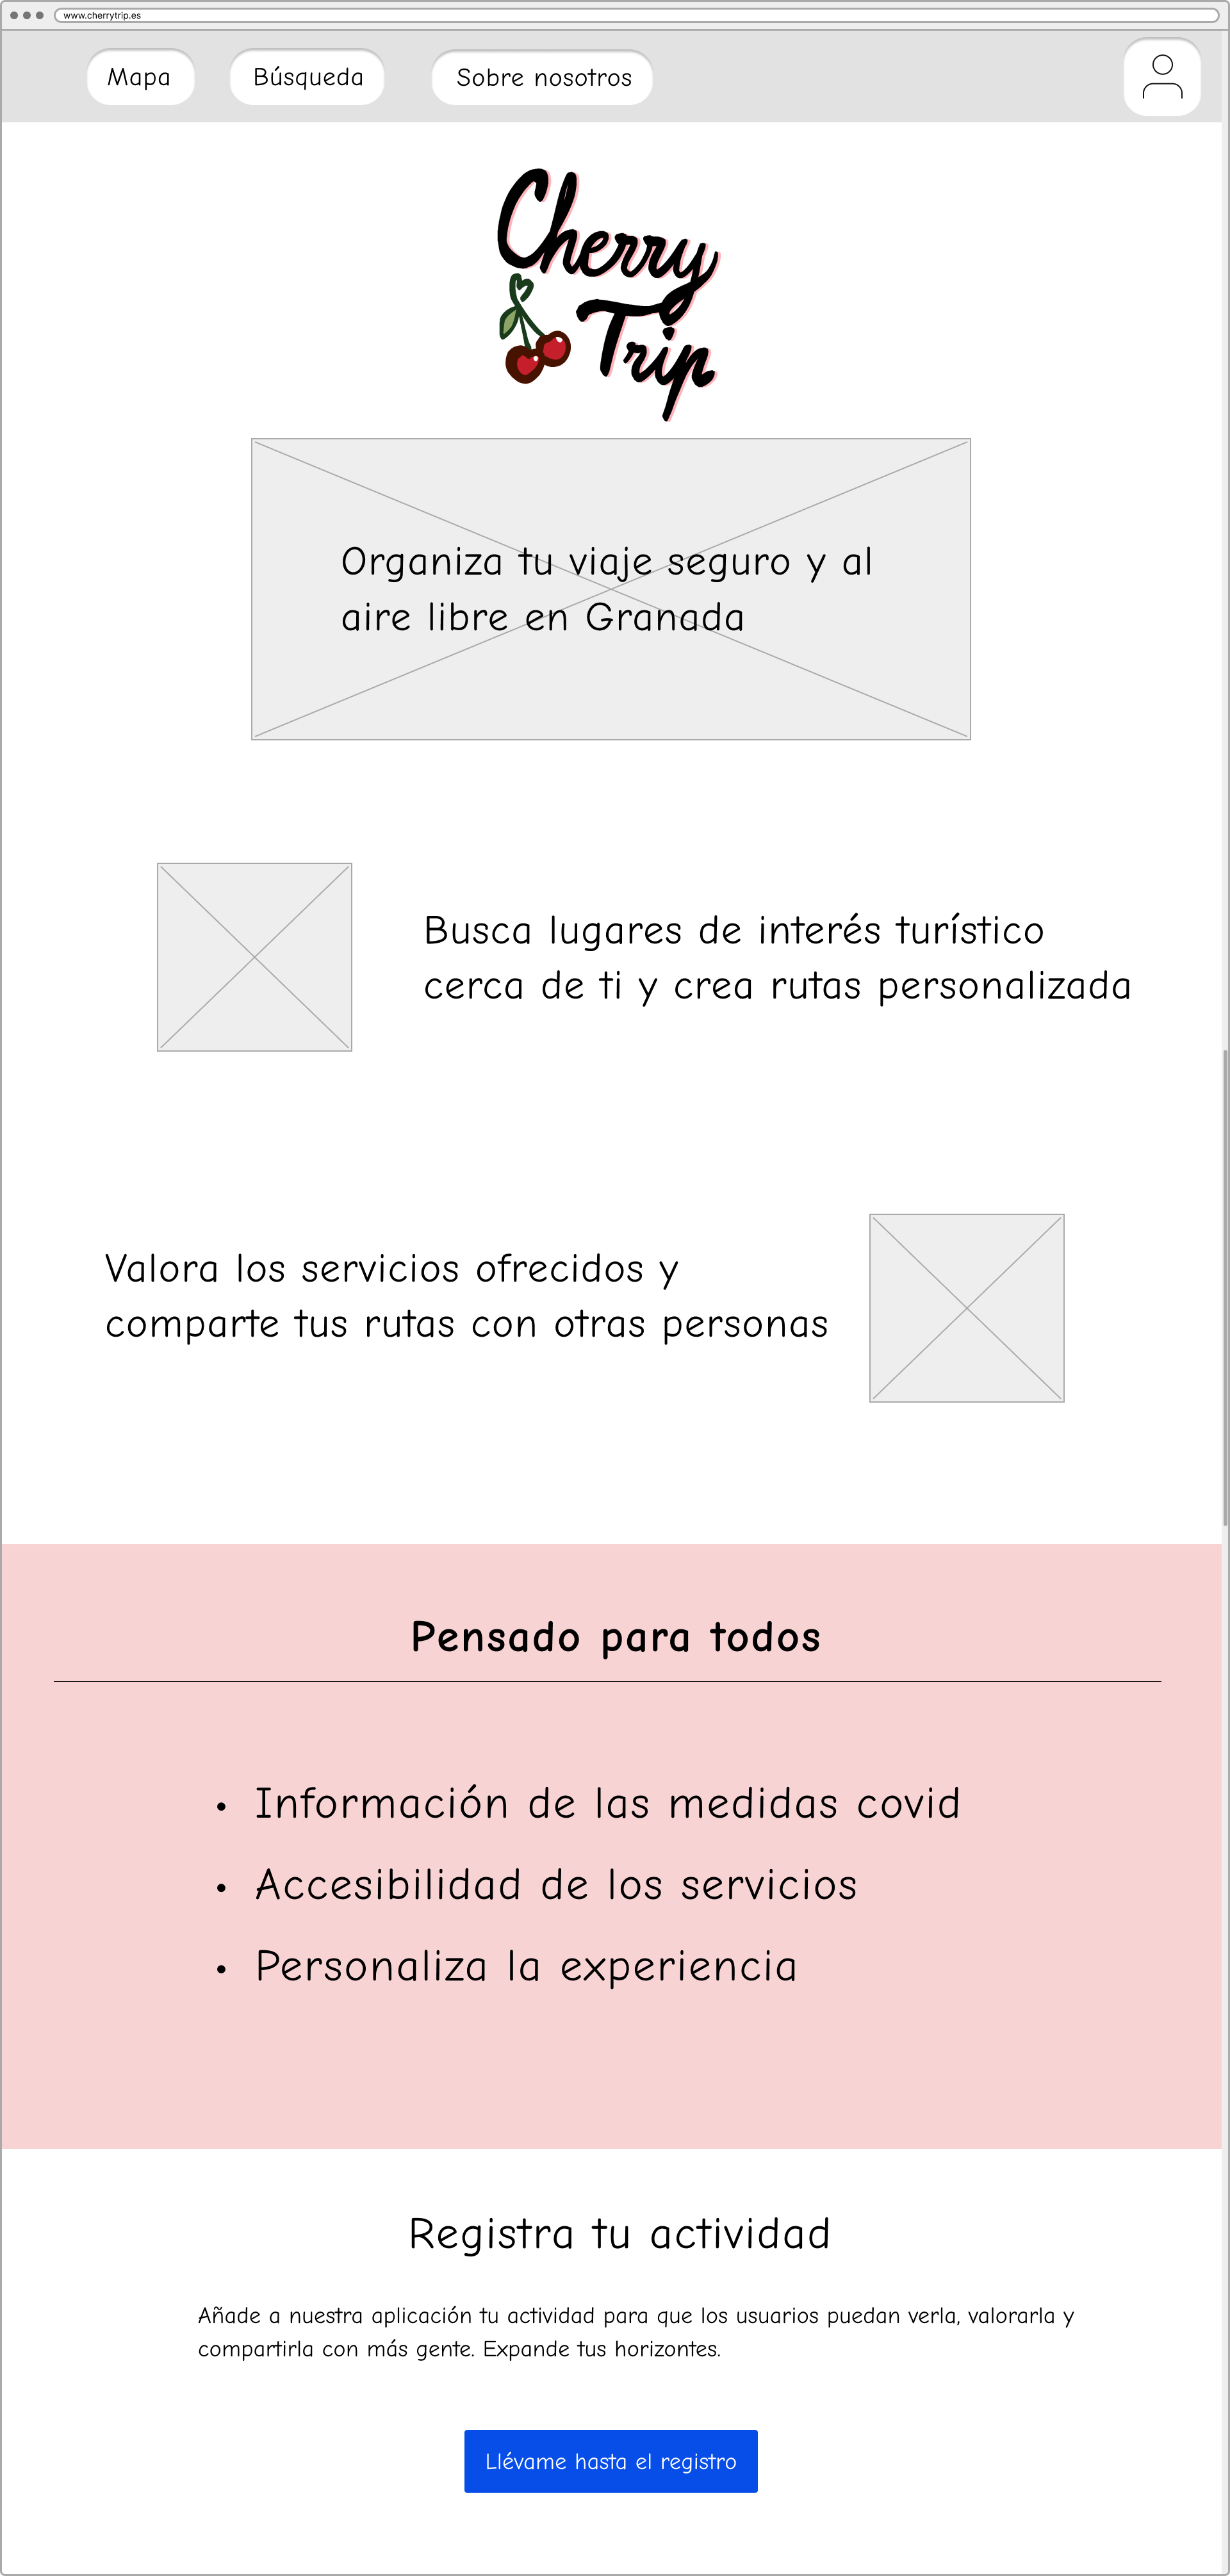 www.cherrytrip.es
Mapa
Búsqueda
Sobre nosotros
Cherry
Trip
Organiza tu viaje seguro y al
aire libre en Granada
Busca lugares de interés turístico
cerca de ti y crea rutas personalizada
Valora los servicios ofrecidos y
comparte tus rutas con otras personas
Pensado para todos
• Información de las medidas covid
• Accesibilidad de los servicios
• Personaliza la experiencia
Registra tu actividad
Añade a nuestra aplicación tu actividad para que los usuarios puedan verla, valorarla y
compartirla con más gente. Expande tus horizontes.
Llévame hasta el registro